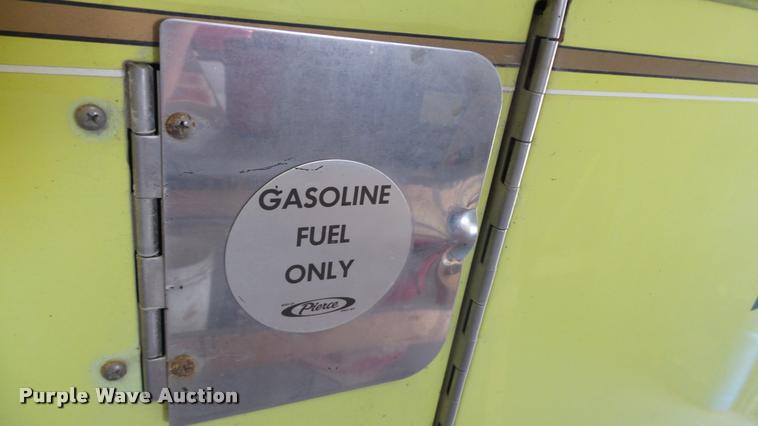 GASOLINE
FUEL
ONLY
Pierce
Purple Wave Auction